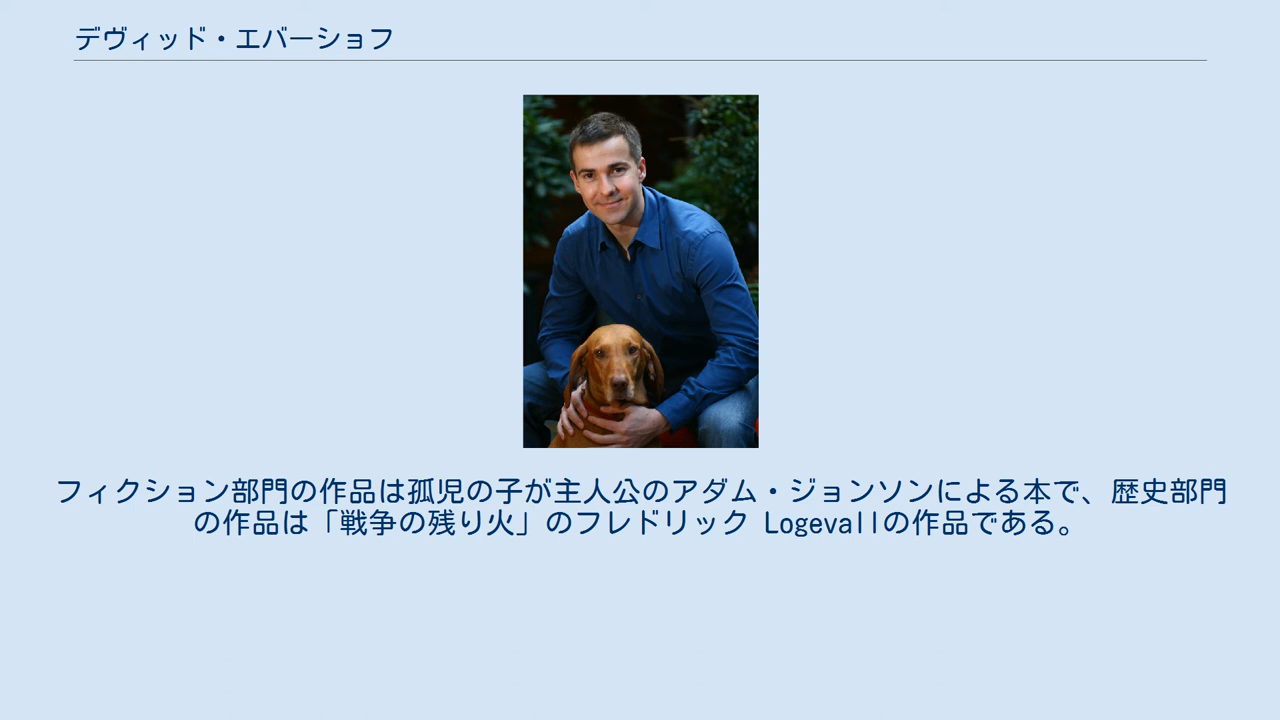 デヴィッド・エバーショフ
フィクション部門の作品は孤児の子が主人公のアダム・ジョンソンによる本で、歴史部門
の作品は「戦争の残り火」のフレドリック Logevallの作品である。